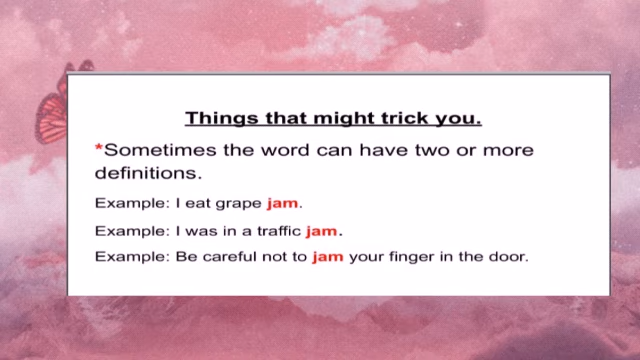 Things that might trick you.
*Sometimes the word can have two or more
definitions.
Example: I eat grape jam.
Example: I was in a traffic jam.
Example: Be careful not to jam your finger in the door.